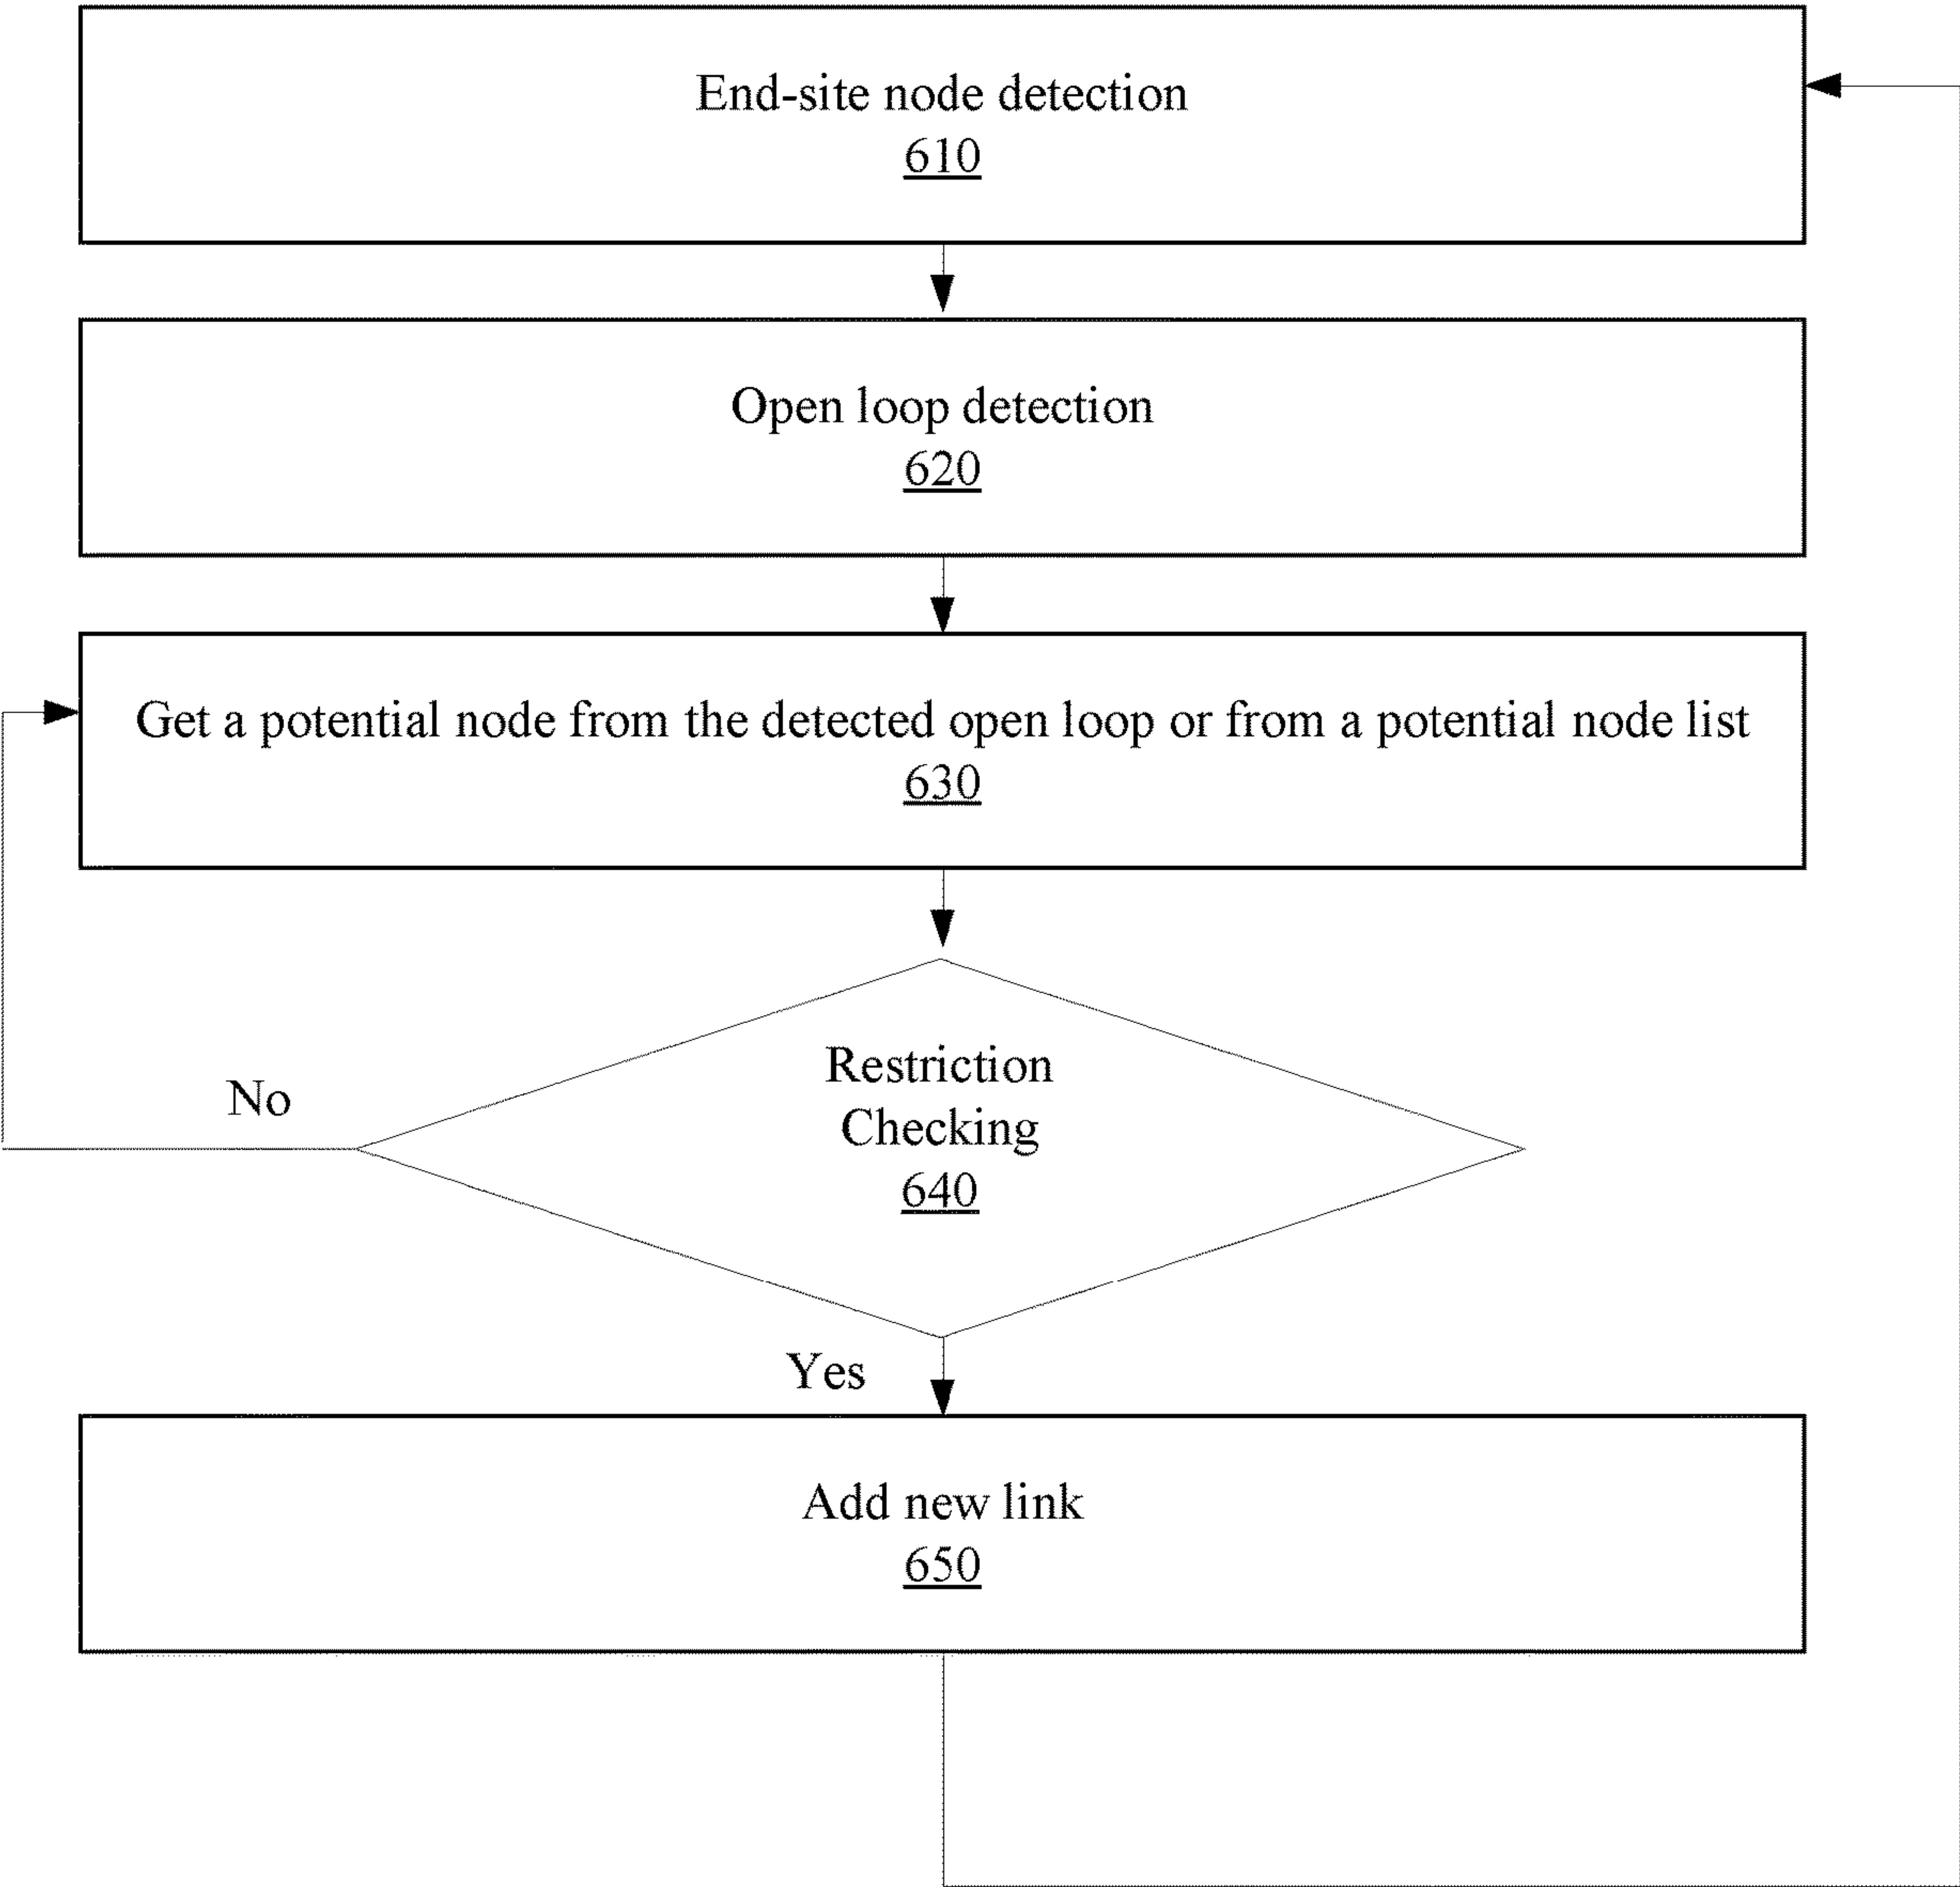 End-site node detection
610
Open loop detection
620
Get a potential node from the detected open loop or from a potential node list
630
Restriction
Checking
640
No
Yes
Add new link
650